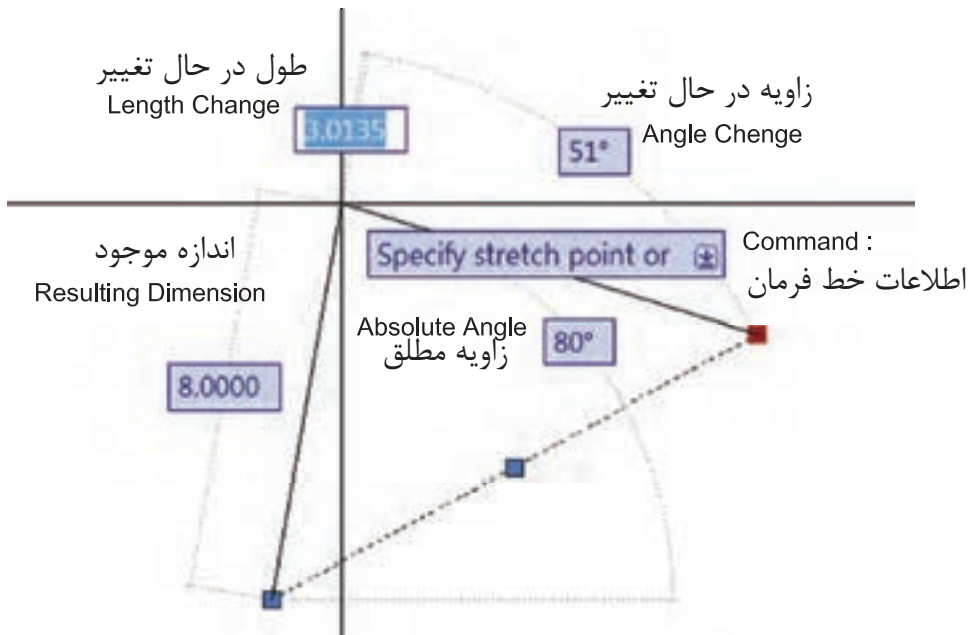 طول در حال تغییر
Length Change
3.0135
زاویه در حال تغییر
Angle Chenge
51°
اندازه موجود
Resulting Dimension
Specify stretch point or
Command :
اطلاعات خط فرمان
Absolute Angle
زاویه مطلق
80°
8.0000